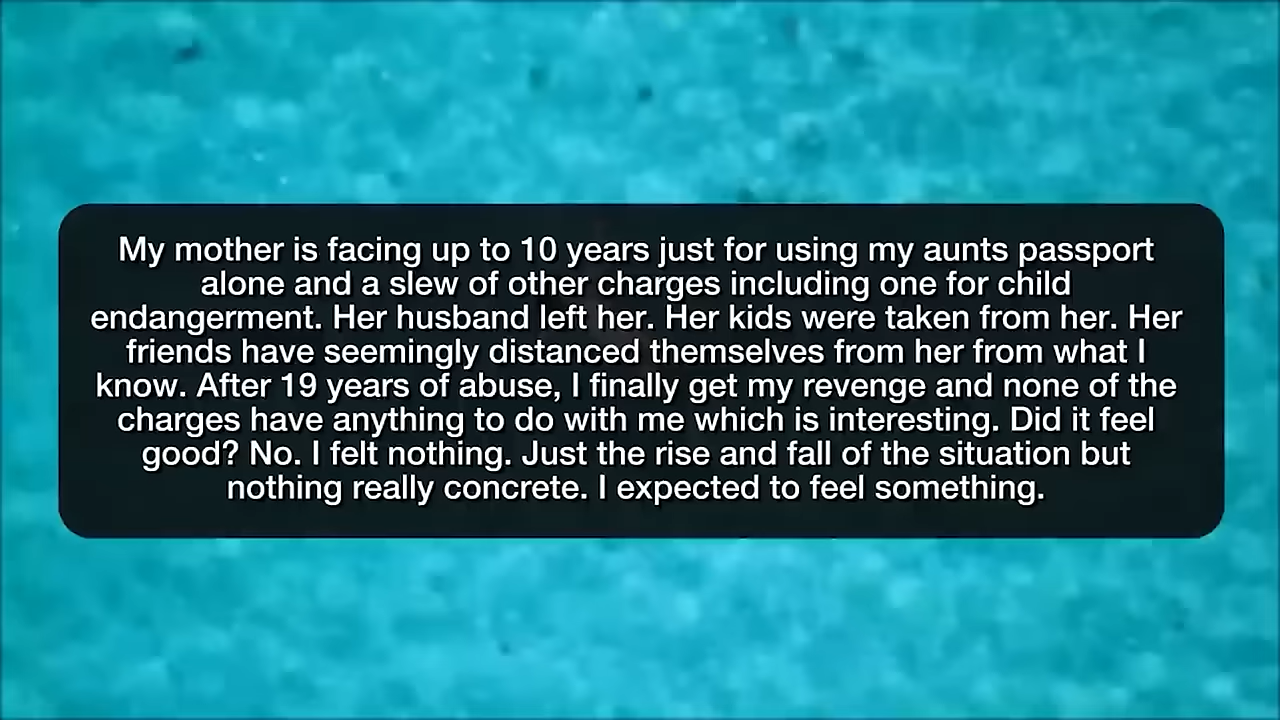 My mother is facing up to 10 years just for using my aunts passport
alone and a slew of other charges including one for child
endangerment. Her husband left her. Her kids were taken from her. Her
friends have seemingly distanced themselves from her from what I
know. After 19 years of abuse, I finally get my revenge and none of the
charges have anything to do with me which is interesting. Did it feel
good? No. I felt nothing. Just the rise and fall of the situation but
nothing really concrete. I expected to feel something.